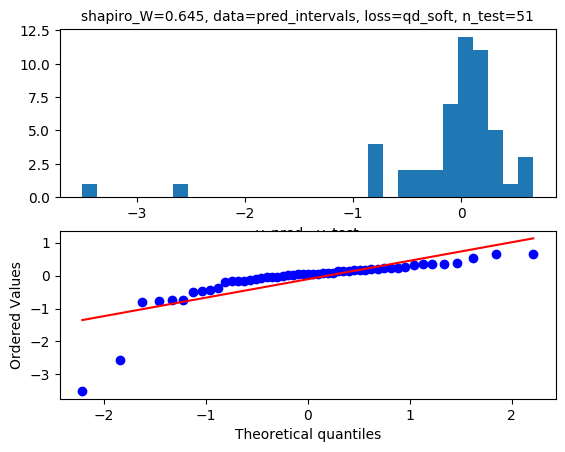 shapiro_W=0.645, data=pred_intervals, loss=qd_soft, n_test=51
12.5
10.0
7.5
5.0
2.5
0.0
−3 −2 −1 0
1
0
−1
−2
−3
Ordered Values
−2 −1 0 1 2
Theoretical quantiles